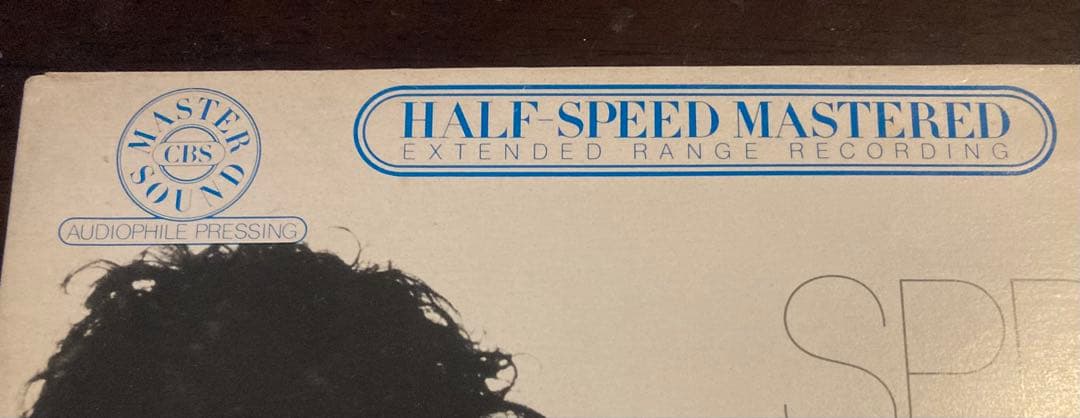 MASTER
CBS
SOUND
AUDIOPHILE PRESSING
HALF-SPEED MASTERED
EXTENDED RANGE RECORDING